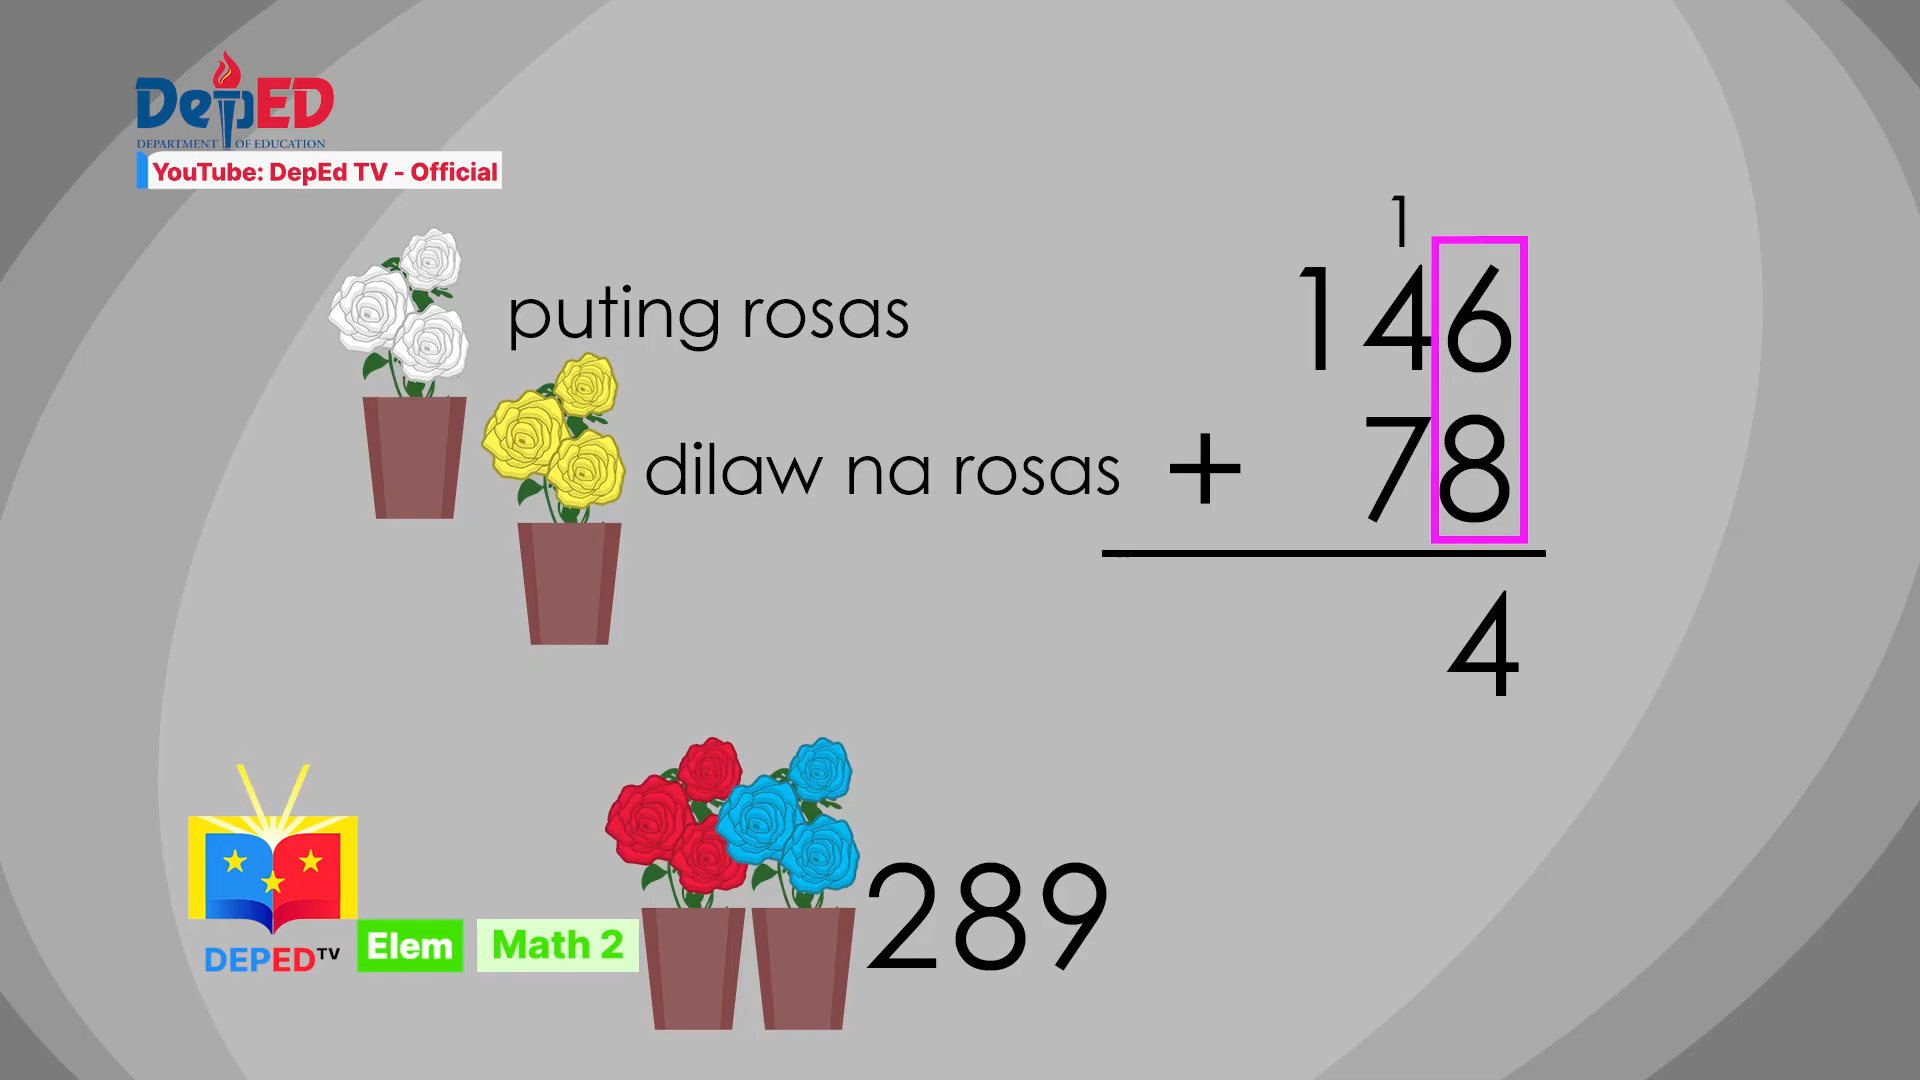 DepED
DEPARTMENT OF EDUCATION
YouTube: DepEd TV - Official
1
puting rosas 146
dilaw na rosas + 78
4
289
DEPED TV Elem Math 2